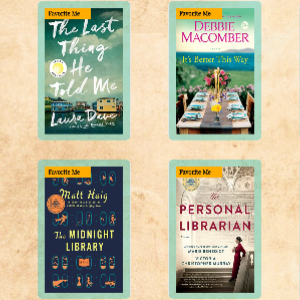 Favorite Me
The Last
Thing
He
Told Me
Laura Dave
Favorite Me
DEBBIE
MACOMBER
It's Better This Way
Favorite Me
Matt Haig
THE MIDNIGHT
LIBRARY
Favorite Me
The
PERSONAL
LIBRARIAN
MARIE BENEDICT
VICTORIA
CHRISTOPHER MURRAY